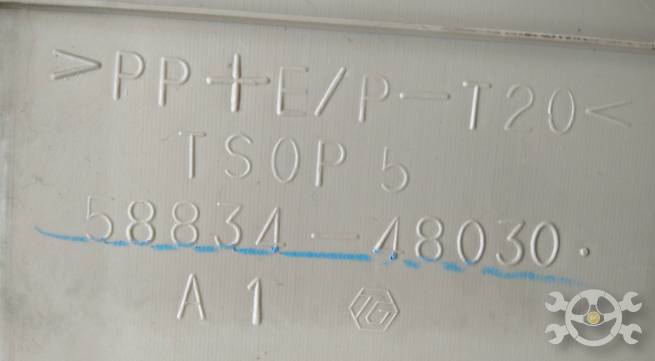 >PP+E/P-T20<
TSOP 5
58834-48030.
A 1